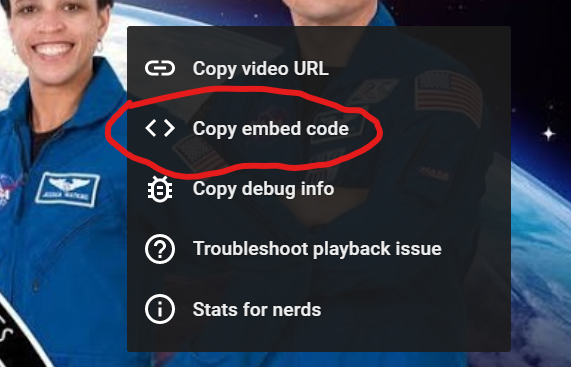 Copy video URL
Copy embed code
Copy debug info
Troubleshoot playback issue
Stats for nerds